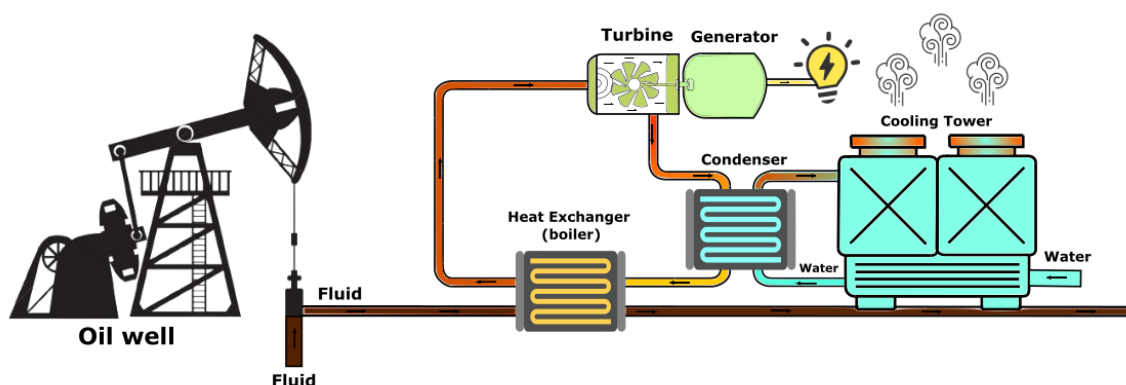 Turbine
Generator
Cooling Tower
Condenser
Heat Exchanger
(boiler)
Water
Water
Fluid
Oil well
Fluid